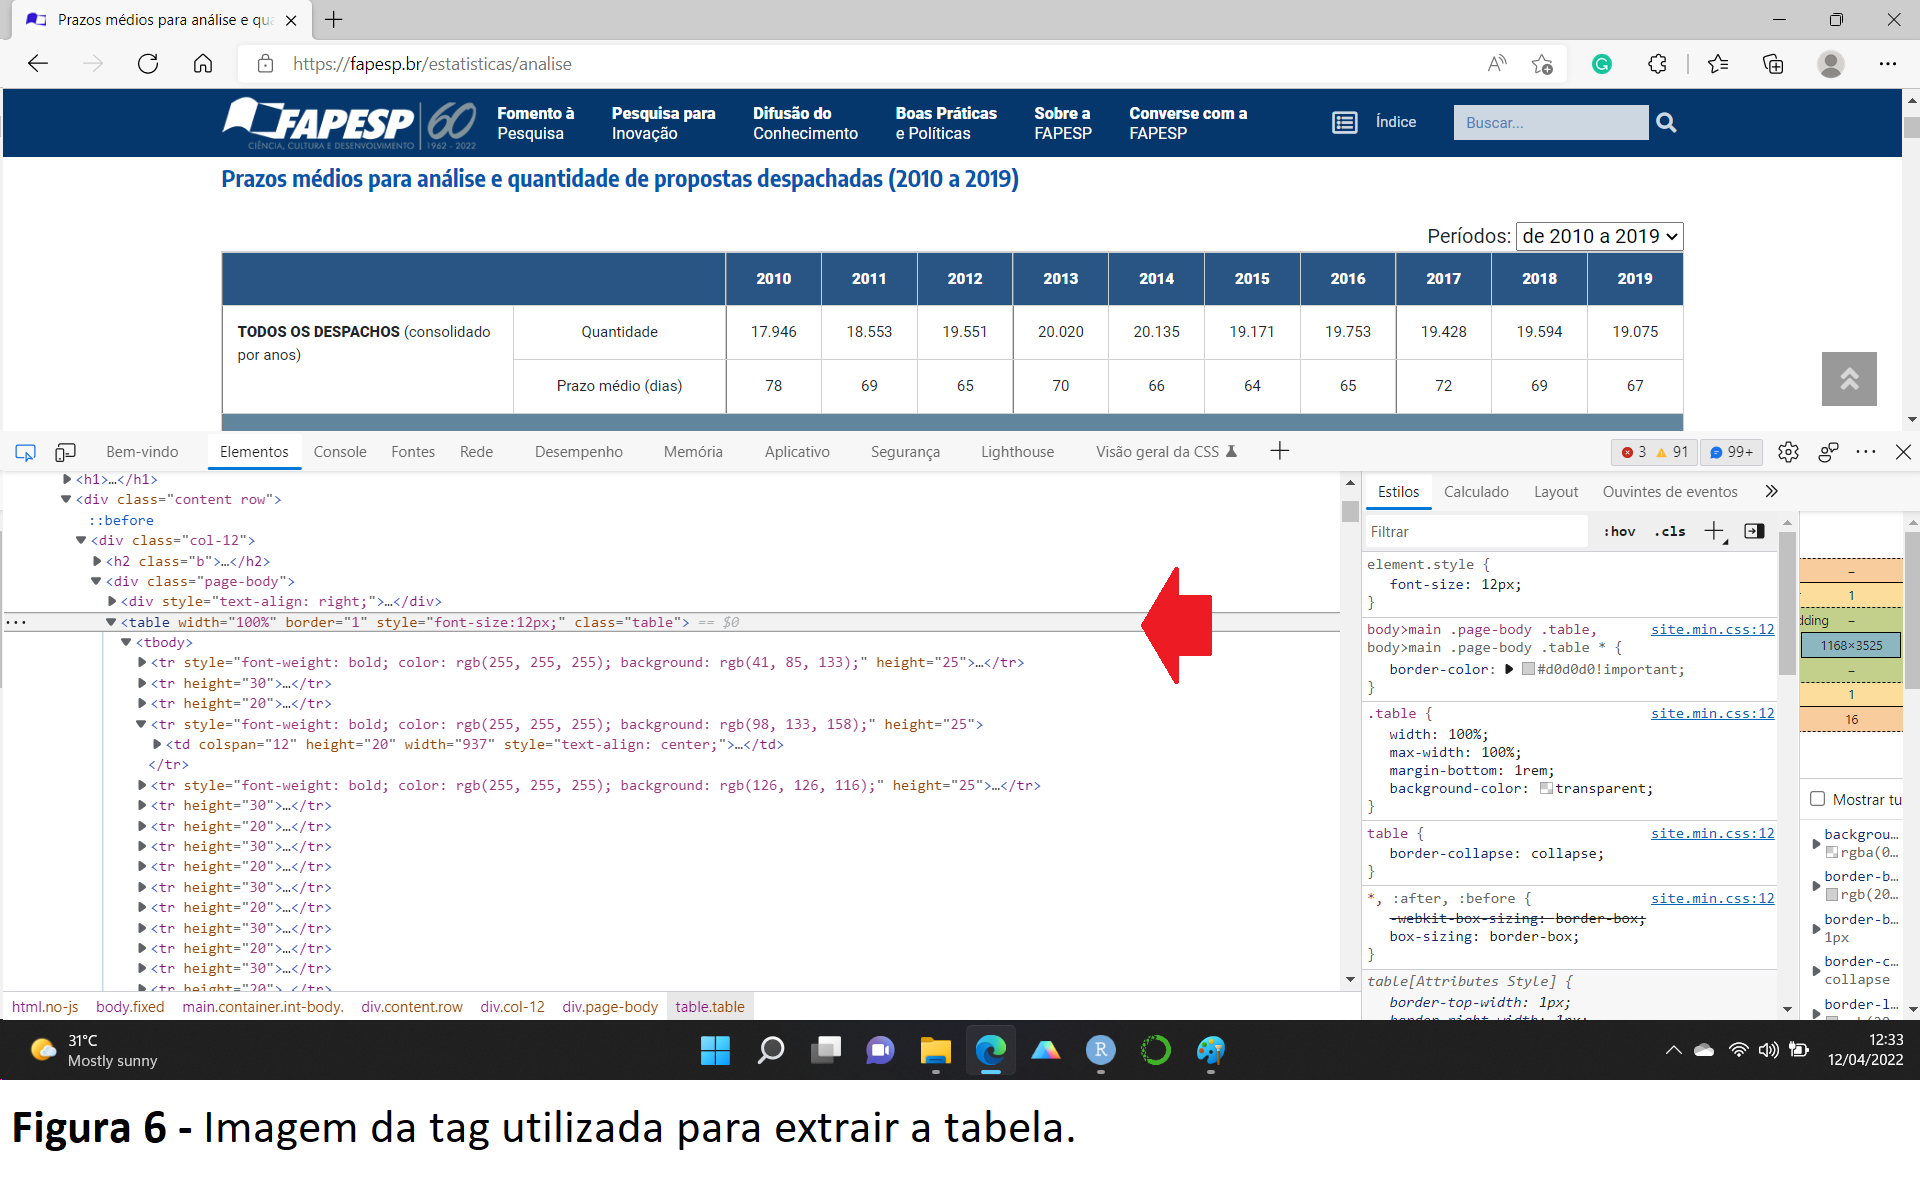 Prazos médios para análise e qua
https://fapesp.br/estatisticas/analise
FAPESP 60
CIÊNCIA, CULTURA E DESENVOLVIMENTO 1962 - 2022
Fomento à Pesquisa
Pesquisa para Inovação
Difusão do Conhecimento
Boas Práticas e Políticas
Sobre a FAPESP
Converse com a FAPESP
Índice
Buscar...
Prazos médios para análise e quantidade de propostas despachadas (2010 a 2019)
Períodos: de 2010 a 2019
2010 2011 2012 2013 2014 2015 2016 2017 2018 2019
TODOS OS DESPACHOS (consolidado por anos)
Quantidade 17.946 18.553 19.551 20.020 20.135 19.171 19.753 19.428 19.594 19.075
Prazo médio (dias) 78 69 65 70 66 64 65 72 69 67
Bem-vindo Elementos Console Fontes Rede Desempenho Memória Aplicativo Segurança Lighthouse Visão geral da CSS 3 91 99+
<h1>…</h1>
<div class="content row">
::before
<div class="col-12">
<h2 class="b">…</h2>
<div class="page-body">
<div style="text-align: right;">…</div>
… <table width="100%" border="1" style="font-size:12px;" class="table"> == $0
<tbody>
<tr style="font-weight: bold; color: rgb(255, 255, 255); background: rgb(41, 85, 133);" height="25">…</tr>
<tr height="30">…</tr>
<tr height="20">…</tr>
<tr style="font-weight: bold; color: rgb(255, 255, 255); background: rgb(98, 133, 158);" height="25">
<td colspan="12" height="20" width="937" style="text-align: center;">…</td>
</tr>
<tr style="font-weight: bold; color: rgb(255, 255, 255); background: rgb(126, 126, 116);" height="25">…</tr>
<tr height="30">…</tr>
<tr height="20">…</tr>
<tr height="30">…</tr>
<tr height="20">…</tr>
<tr height="30">…</tr>
<tr height="20">…</tr>
<tr height="30">…</tr>
<tr height="20">…</tr>
<tr height="30">…</tr>
<tr height="20">…</tr>
html.no-js body.fixed main.container.int-body. div.content.row div.col-12 div.page-body table.table
Estilos Calculado Layout Ouvintes de eventos
Filtrar :hov .cls
element.style {
font-size: 12px;
}
body>main .page-body .table, site.min.css:12
body>main .page-body .table * {
border-color: #d0d0d0!important;
}
.table { site.min.css:12
width: 100%;
max-width: 100%;
margin-bottom: 1rem;
background-color: transparent;
}
table { site.min.css:12
border-collapse: collapse;
}
*, :after, :before { site.min.css:12
-webkit-box-sizing: border-box;
box-sizing: border-box;
}
table[Attributes Style] {
border-top-width: 1px;
border-right-width: 1px;
–
1
dding –
1168×3525
–
1
16
Mostrar tu
backgrou…
rgba(0…
border-b…
rgb(20…
border-b…
1px
border-c…
collapse
border-l…
31°C
Mostly sunny
12:33
12/04/2022
Figura 6 - Imagem da tag utilizada para extrair a tabela.